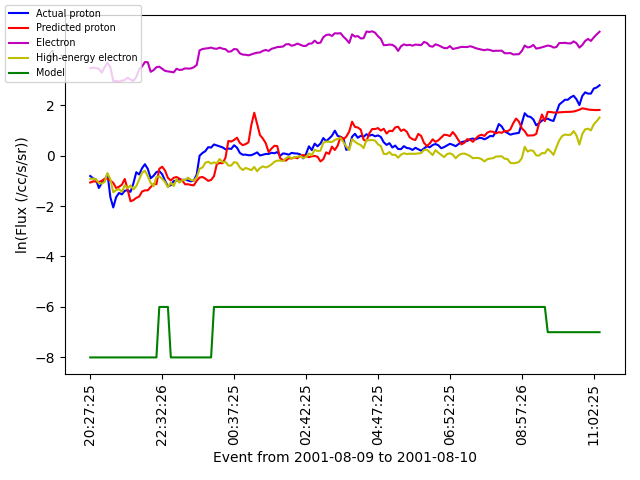 Actual proton
Predicted proton
Electron
High-energy electron
Model
ln(Flux (/cc/s/sr))
2
0
−2
−4
−6
−8
20:27:25
22:32:26
00:37:25
02:42:25
04:47:25
06:52:25
08:57:26
11:02:25
Event from 2001-08-09 to 2001-08-10